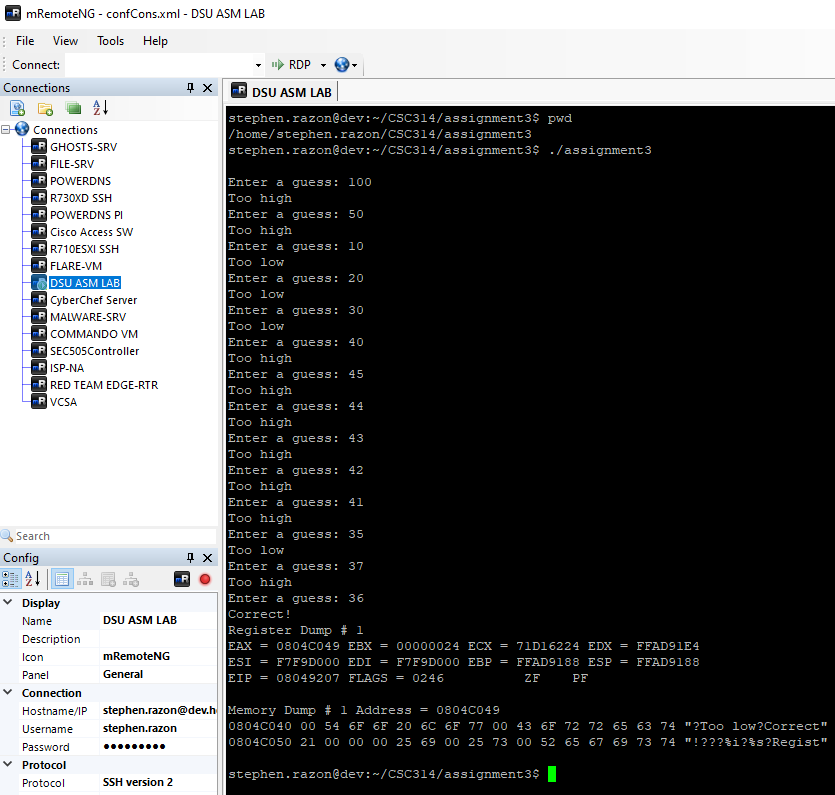 mRemoteNG - confCons.xml - DSU ASM LAB
File View Tools Help
Connect: RDP
Connections
Connections
GHOSTS-SRV
FILE-SRV
POWERDNS
R730XD SSH
POWERDNS PI
Cisco Access SW
R710ESXI SSH
FLARE-VM
DSU ASM LAB
CyberChef Server
MALWARE-SRV
COMMANDO VM
SEC505Controller
ISP-NA
RED TEAM EDGE-RTR
VCSA
Search
Config
Display
Name DSU ASM LAB
Description
Icon mRemoteNG
Panel General
Connection
Hostname/IP stephen.razon@dev.h
Username stephen.razon
Password ●●●●●●●●●
Protocol
Protocol SSH version 2
DSU ASM LAB
stephen.razon@dev:~/CSC314/assignment3$ pwd
/home/stephen.razon/CSC314/assignment3
stephen.razon@dev:~/CSC314/assignment3$ ./assignment3
Enter a guess: 100
Too high
Enter a guess: 50
Too high
Enter a guess: 10
Too low
Enter a guess: 20
Too low
Enter a guess: 30
Too low
Enter a guess: 40
Too high
Enter a guess: 45
Too high
Enter a guess: 44
Too high
Enter a guess: 43
Too high
Enter a guess: 42
Too high
Enter a guess: 41
Too high
Enter a guess: 35
Too low
Enter a guess: 37
Too high
Enter a guess: 36
Correct!
Register Dump # 1
EAX = 0804C049 EBX = 00000024 ECX = 71D16224 EDX = FFAD91E4
ESI = F7F9D000 EDI = F7F9D000 EBP = FFAD9188 ESP = FFAD9188
EIP = 08049207 FLAGS = 0246 ZF PF
Memory Dump # 1 Address = 0804C049
0804C040 00 54 6F 6F 20 6C 6F 77 00 43 6F 72 72 65 63 74 "?Too low?Correct"
0804C050 21 00 00 00 25 69 00 25 73 00 52 65 67 69 73 74 "!???%i?%s?Regist"
stephen.razon@dev:~/CSC314/assignment3$